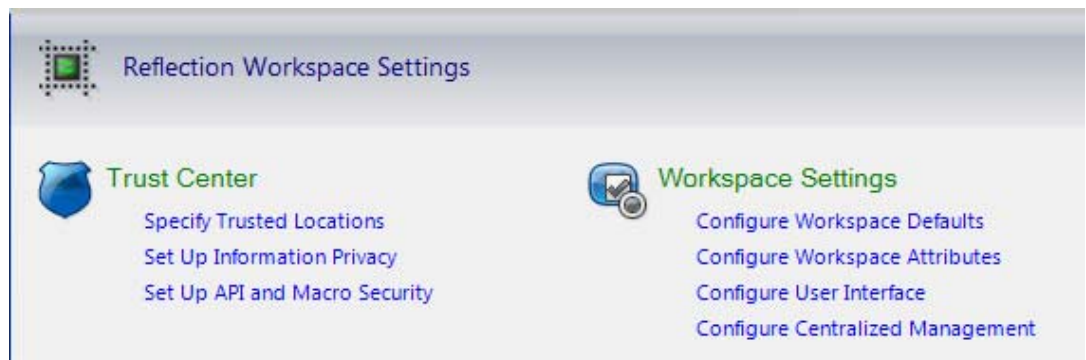 Reflection Workspace Settings
Trust Center
Specify Trusted Locations
Set Up Information Privacy
Set Up API and Macro Security
Workspace Settings
Configure Workspace Defaults
Configure Workspace Attributes
Configure User Interface
Configure Centralized Management